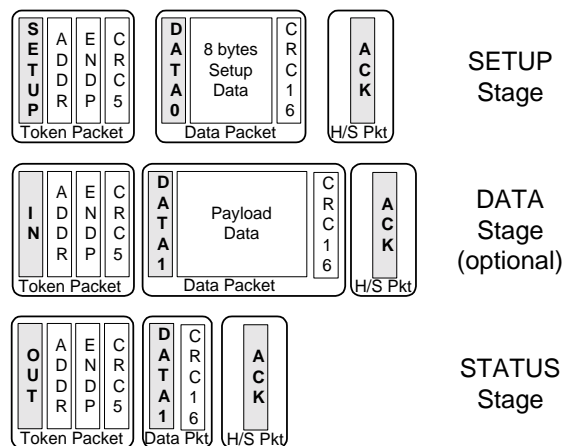 SETUP ADDR ENDP CRC5 DATA0 8 bytes Setup Data CRC16 ACK
Token Packet Data Packet H/S Pkt
SETUP
Stage
IN ADDR ENDP CRC5 DATA1 Payload Data CRC16 ACK
Token Packet Data Packet H/S Pkt
DATA
Stage
(optional)
OUT ADDR ENDP CRC5 DATA1 CRC16 ACK
Token Packet Data Pkt H/S Pkt
STATUS
Stage